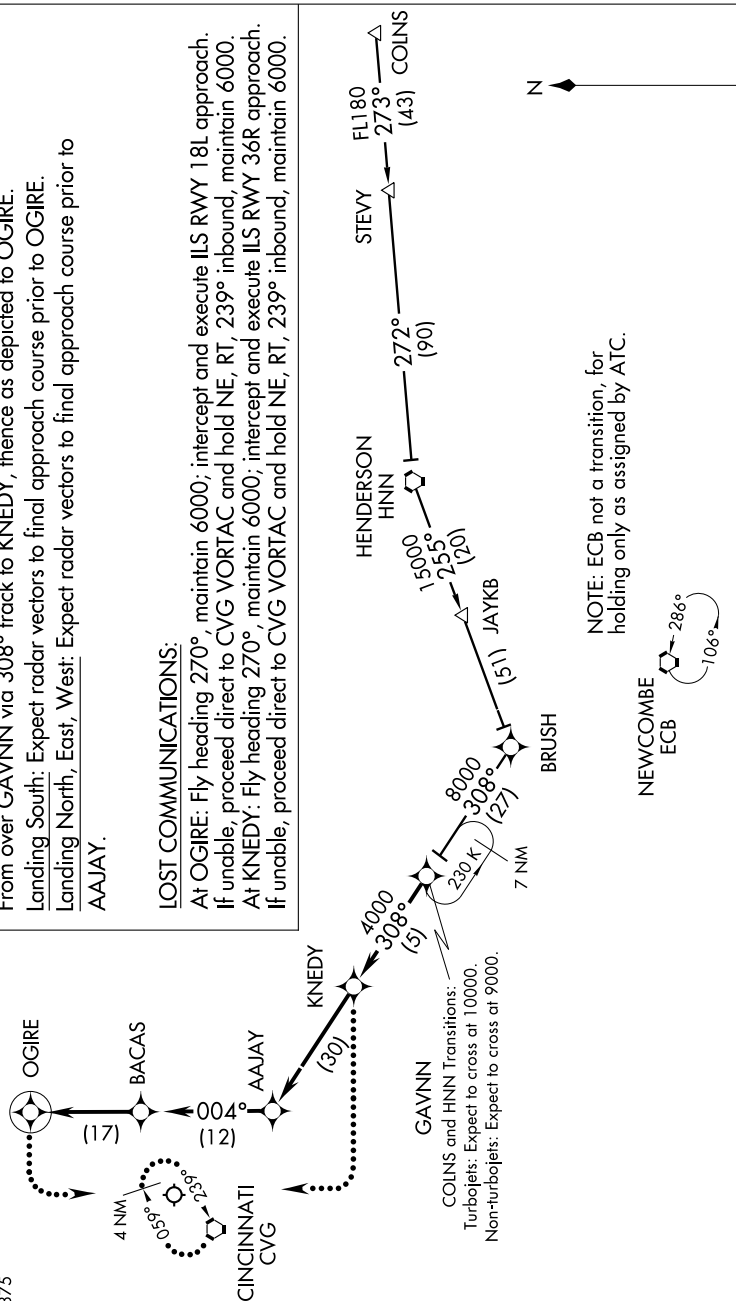 From over GAVNN via 308° track to KNEDY, thence as depicted to OGIRE.
Landing South: Expect radar vectors to final approach course prior to OGIRE.
Landing North, East, West: Expect radar vectors to final approach course prior to
AAJAY.
LOST COMMUNICATIONS:
At OGIRE: Fly heading 270°, maintain 6000; intercept and execute ILS RWY 18L approach.
If unable, proceed direct to CVG VORTAC and hold NE, RT, 239° inbound, maintain 6000.
At KNEDY: Fly heading 270°, maintain 6000; intercept and execute ILS RWY 36R approach.
If unable, proceed direct to CVG VORTAC and hold NE, RT, 239° inbound, maintain 6000.
OGIRE
(17)
BACAS
004°
(12)
AAJAY
4 NM
059°
239°
CINCINNATI
CVG
(30)
KNEDY
4000
308°
(5)
GAVNN
COLNS and HNN Transitions:
Turbojets: Expect to cross at 10000.
Non-turbojets: Expect to cross at 9000.
230 K
7 NM
8000
308°
(27)
BRUSH
(51)
JAYKB
15000
255°
(20)
HENDERSON
HNN
272°
(90)
STEVY
FL180
273°
(43)
COLNS
N
NOTE: ECB not a transition, for
holding only as assigned by ATC.
NEWCOMBE
ECB
286°
106°